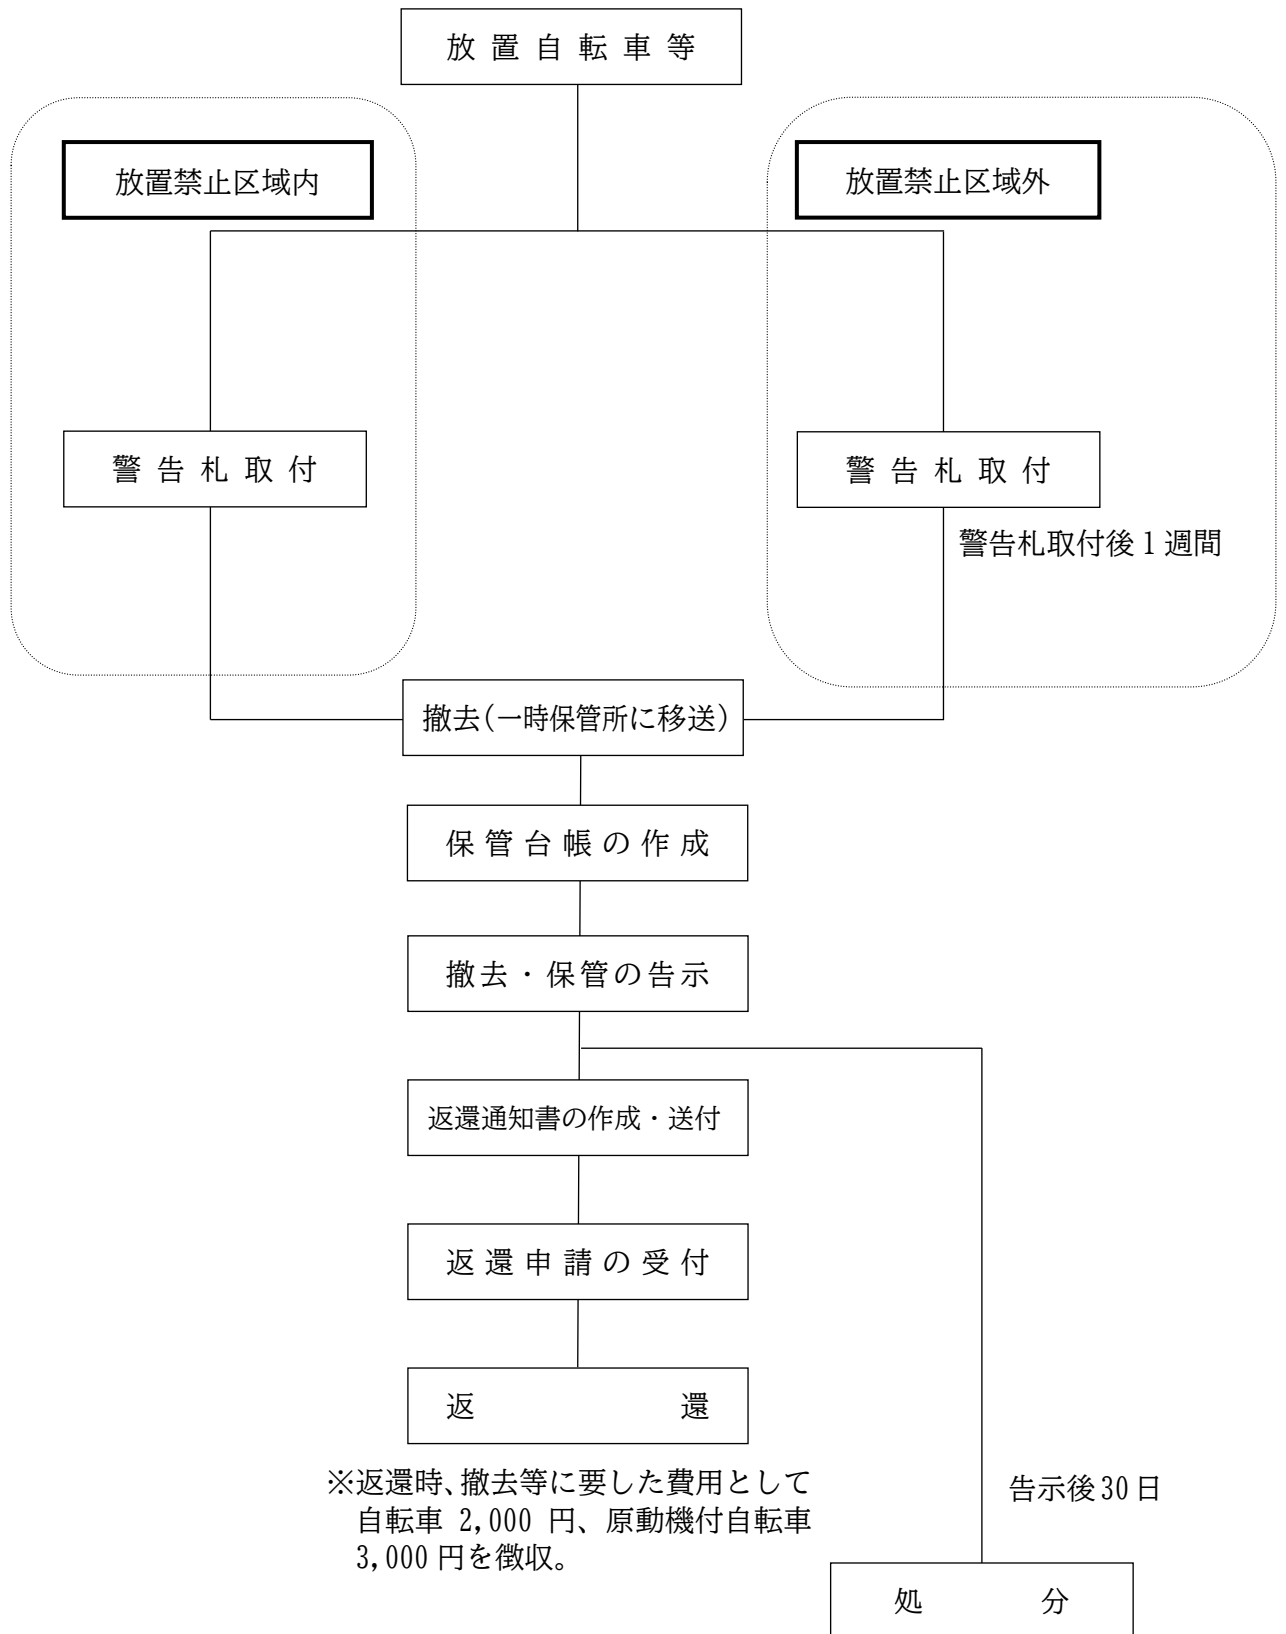 放置自転車等
放置禁止区域内
放置禁止区域外
警告札取付
警告札取付
警告札取付後1週間
撤去(一時保管所に移送)
保管台帳の作成
撤去・保管の告示
返還通知書の作成・送付
返還申請の受付
返還
※返還時、撤去等に要した費用として
自転車 2,000 円、原動機付自転車
3,000 円を徴収。
告示後30日
処分